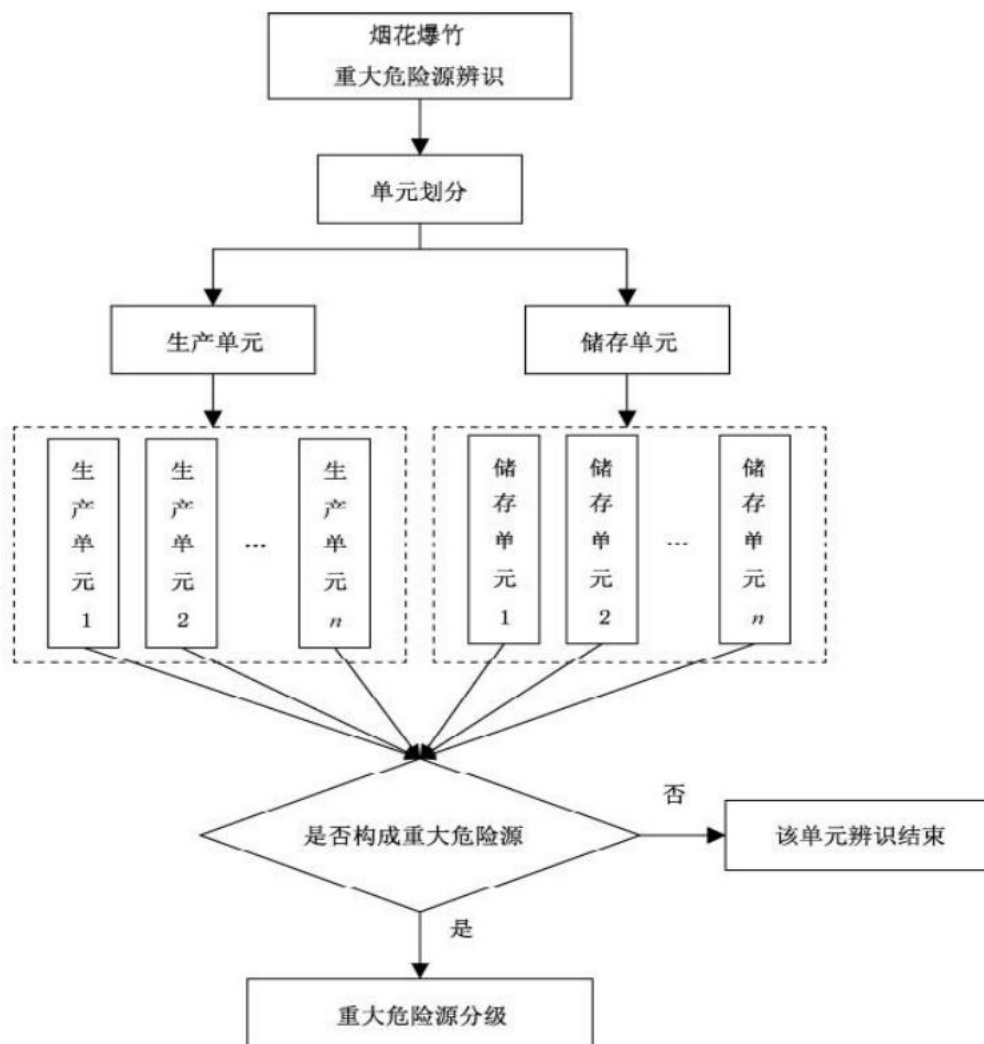 烟花爆竹
重大危险源辨识
单元划分
生产单元
储存单元
生产单元1
生产单元2
…
生产单元n
储存单元1
储存单元2
…
储存单元n
是否构成重大危险源
否
该单元辨识结束
是
重大危险源分级